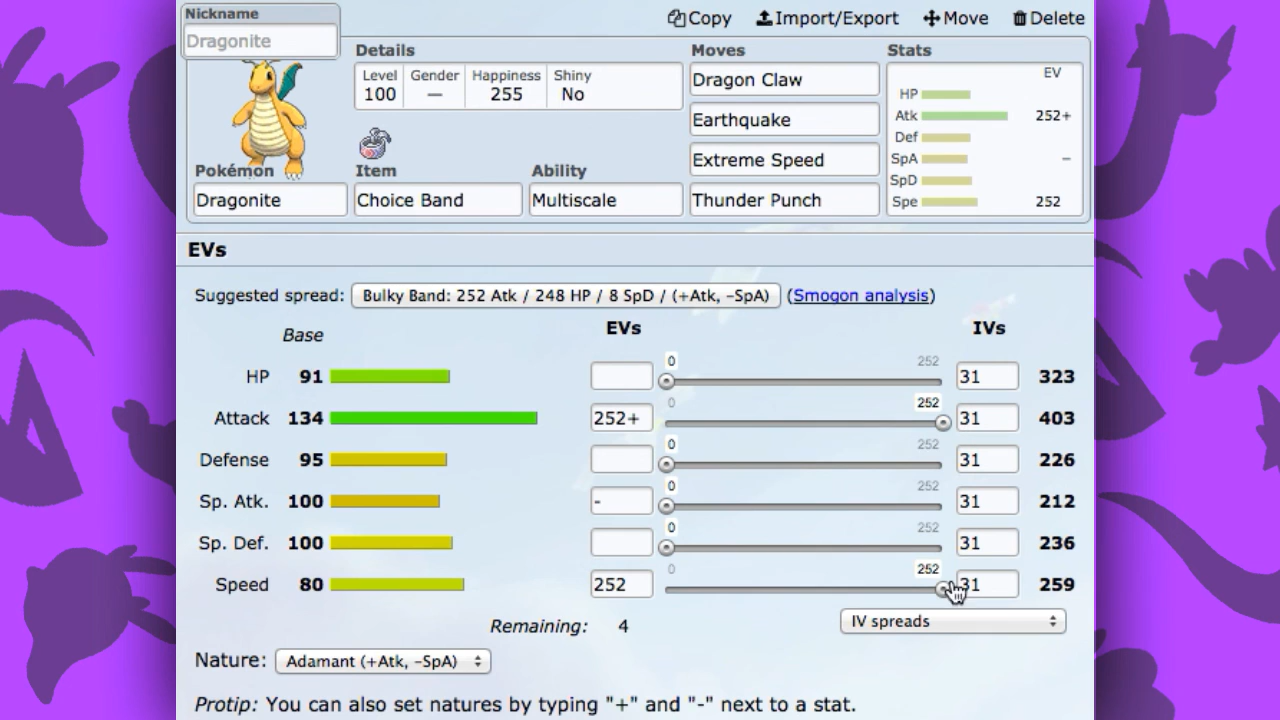 Nickname
Dragonite
Copy Import/Export Move Delete
Details
Level Gender Happiness Shiny
100 — 255 No
Pokémon
Dragonite
Item
Choice Band
Ability
Multiscale
Moves
Dragon Claw
Earthquake
Extreme Speed
Thunder Punch
Stats
EV
HP
Atk 252+
Def
SpA –
SpD
Spe 252
EVs
Suggested spread: Bulky Band: 252 Atk / 248 HP / 8 SpD / (+Atk, –SpA) (Smogon analysis)
Base EVs IVs
HP 91 0 252 31 323
Attack 134 252+ 0 252 31 403
Defense 95 0 252 31 226
Sp. Atk. 100 - 0 252 31 212
Sp. Def. 100 0 252 31 236
Speed 80 252 0 252 31 259
Remaining: 4
IV spreads
Nature: Adamant (+Atk, –SpA)
Protip: You can also set natures by typing "+" and "-" next to a stat.